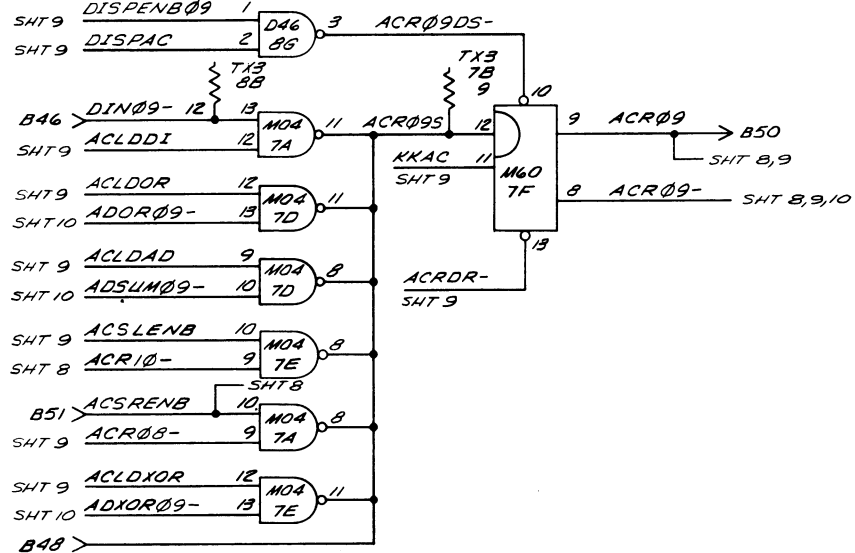 SHT 9 DISPENBØ9 1
SHT 9 DISPAC 2
D46
8G
3 ACRØ9DS-
TX3
8B
12
B46 DINØ9- 13
SHT 9 ACLDDI 12
M04
7A
11 ACRØ9S
TX3
7B
9
10
12
KKAC 11
SHT 9
M60
7F
9 ACRØ9 B50
SHT 8,9
8 ACRØ9- SHT 8,9,10
13
ACRDR-
SHT 9
SHT 9 ACLDOR 12
SHT 10 ADORØ9- 13
M04
7D
11
SHT 9 ACLDAD 9
SHT 10 ADSUMØ9- 10
M04
7D
8
SHT 9 ACSLENB 10
SHT 8 ACR1Ø- 9
M04
7E
8
SHT 8
B51 ACSRENB 10
SHT 9 ACRØ8- 9
M04
7A
8
SHT 9 ACLDXOR 12
SHT 10 ADXORØ9- 13
M04
7E
11
B48